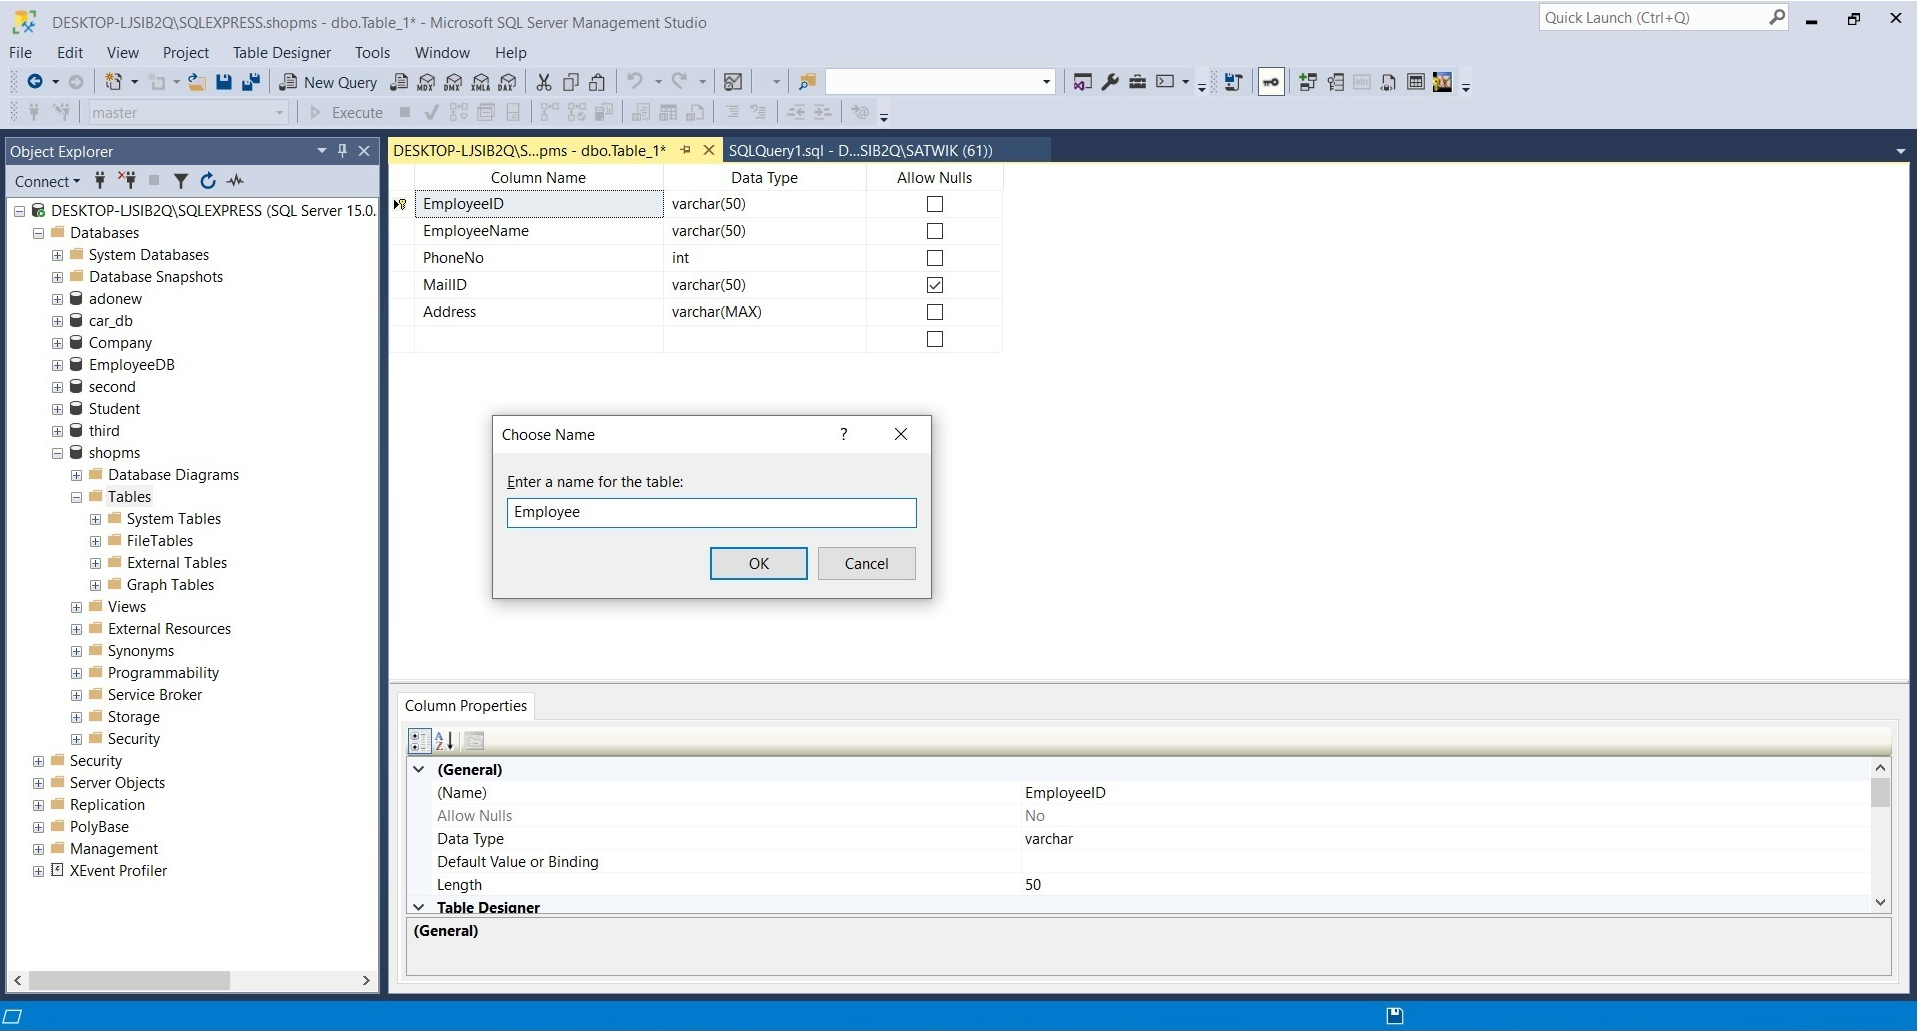 DESKTOP-LJSIB2Q\SQLEXPRESS.shopms - dbo.Table_1* - Microsoft SQL Server Management Studio
Quick Launch (Ctrl+Q)
File Edit View Project Table Designer Tools Window Help
New Query MDX DMX XMLA DAX
master Execute
Object Explorer
Connect
DESKTOP-LJSIB2Q\SQLEXPRESS (SQL Server 15.0.
Databases
System Databases
Database Snapshots
adonew
car_db
Company
EmployeeDB
second
Student
third
shopms
Database Diagrams
Tables
System Tables
FileTables
External Tables
Graph Tables
Views
External Resources
Synonyms
Programmability
Service Broker
Storage
Security
Security
Server Objects
Replication
PolyBase
Management
XEvent Profiler
DESKTOP-LJSIB2Q\S...pms - dbo.Table_1* SQLQuery1.sql - D...SIB2Q\SATWIK (61))
Column Name Data Type Allow Nulls
EmployeeID varchar(50)
EmployeeName varchar(50)
PhoneNo int
MailID varchar(50)
Address varchar(MAX)
Choose Name ?
Enter a name for the table:
Employee
OK Cancel
Column Properties
AZ
(General)
(Name) EmployeeID
Allow Nulls No
Data Type varchar
Default Value or Binding
Length 50
Table Designer
(General)